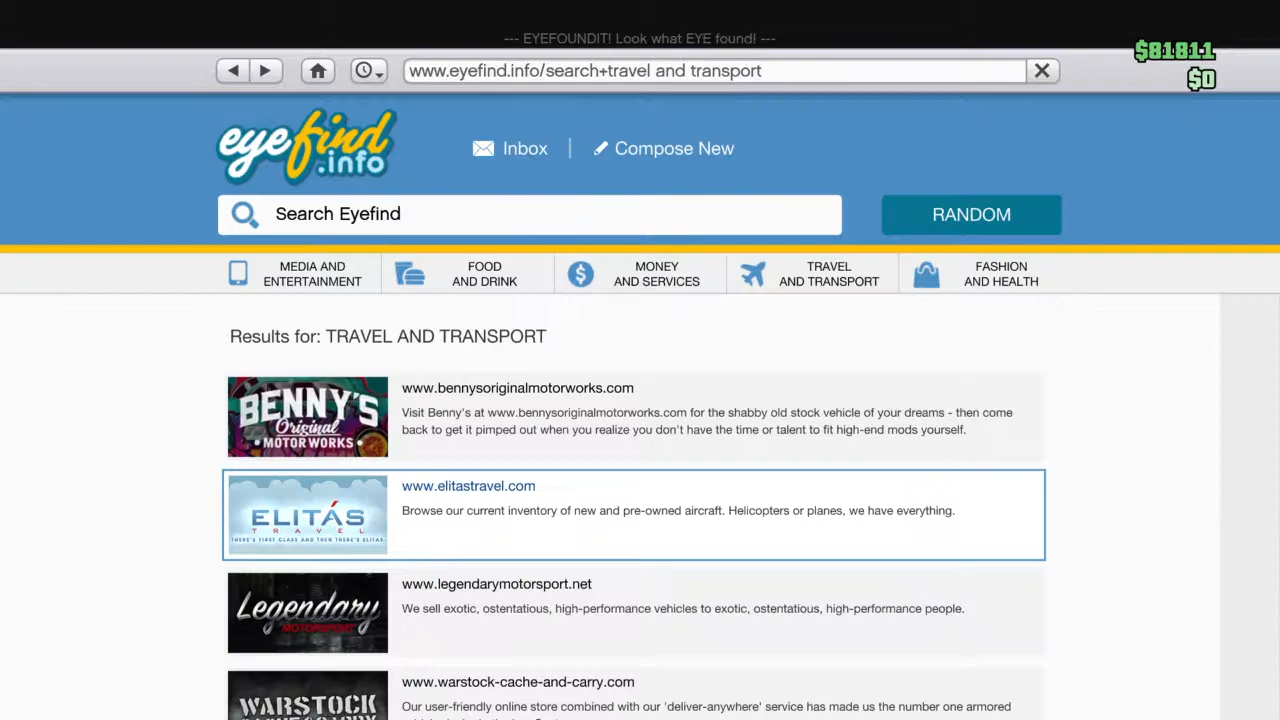 --- EYEFOUNDIT! Look what EYE found! ---
$81811
www.eyefind.info/search+travel and transport
$0
eyefind.info
Inbox
Compose New
Search Eyefind
RANDOM
MEDIA AND
ENTERTAINMENT
FOOD
AND DRINK
MONEY
AND SERVICES
TRAVEL
AND TRANSPORT
FASHION
AND HEALTH
Results for: TRAVEL AND TRANSPORT
BENNY'S
Original
MOTOR WORKS
www.bennysoriginalmotorworks.com
Visit Benny's at www.bennysoriginalmotorworks.com for the shabby old stock vehicle of your dreams - then come
back to get it pimped out when you realize you don't have the time or talent to fit high-end mods yourself.
ELITÁS
TRAVEL
THERE'S FIRST CLASS AND THEN THERE'S ELITAS
www.elitastravel.com
Browse our current inventory of new and pre-owned aircraft. Helicopters or planes, we have everything.
Legendary
MOTORSPORT
www.legendarymotorsport.net
We sell exotic, ostentatious, high-performance vehicles to exotic, ostentatious, high-performance people.
WARSTOCK
www.warstock-cache-and-carry.com
Our user-friendly online store combined with our 'deliver-anywhere' service has made us the number one armored